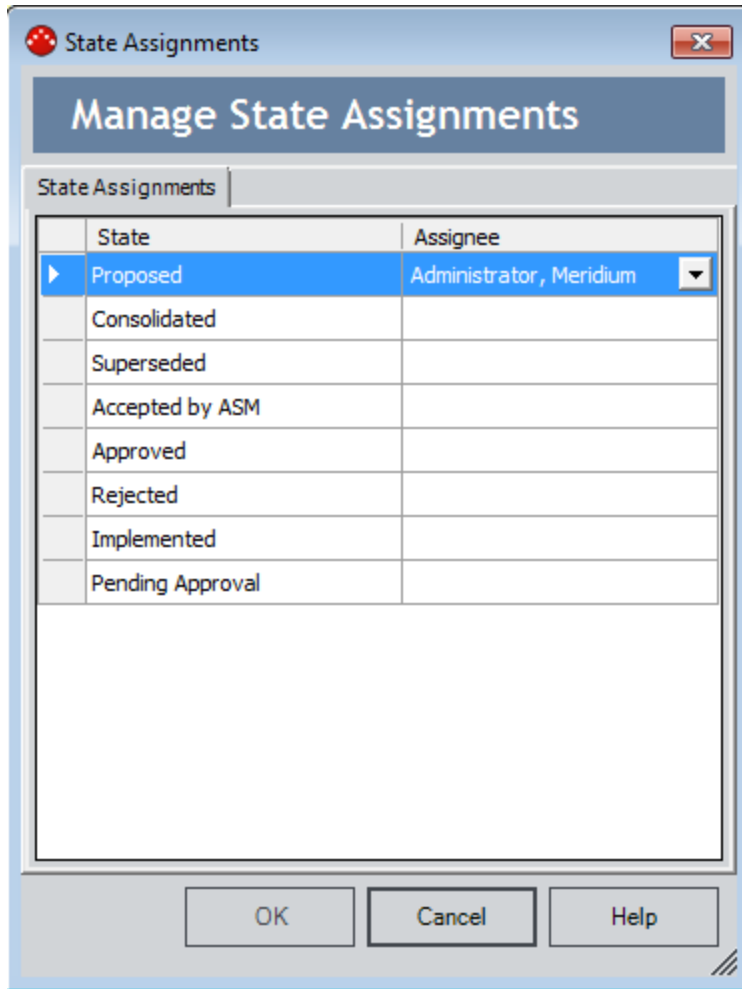 State Assignments
Manage State Assignments
State Assignments
State Assignee
Proposed Administrator, Meridium
Consolidated
Superseded
Accepted by ASM
Approved
Rejected
Implemented
Pending Approval
OK Cancel Help